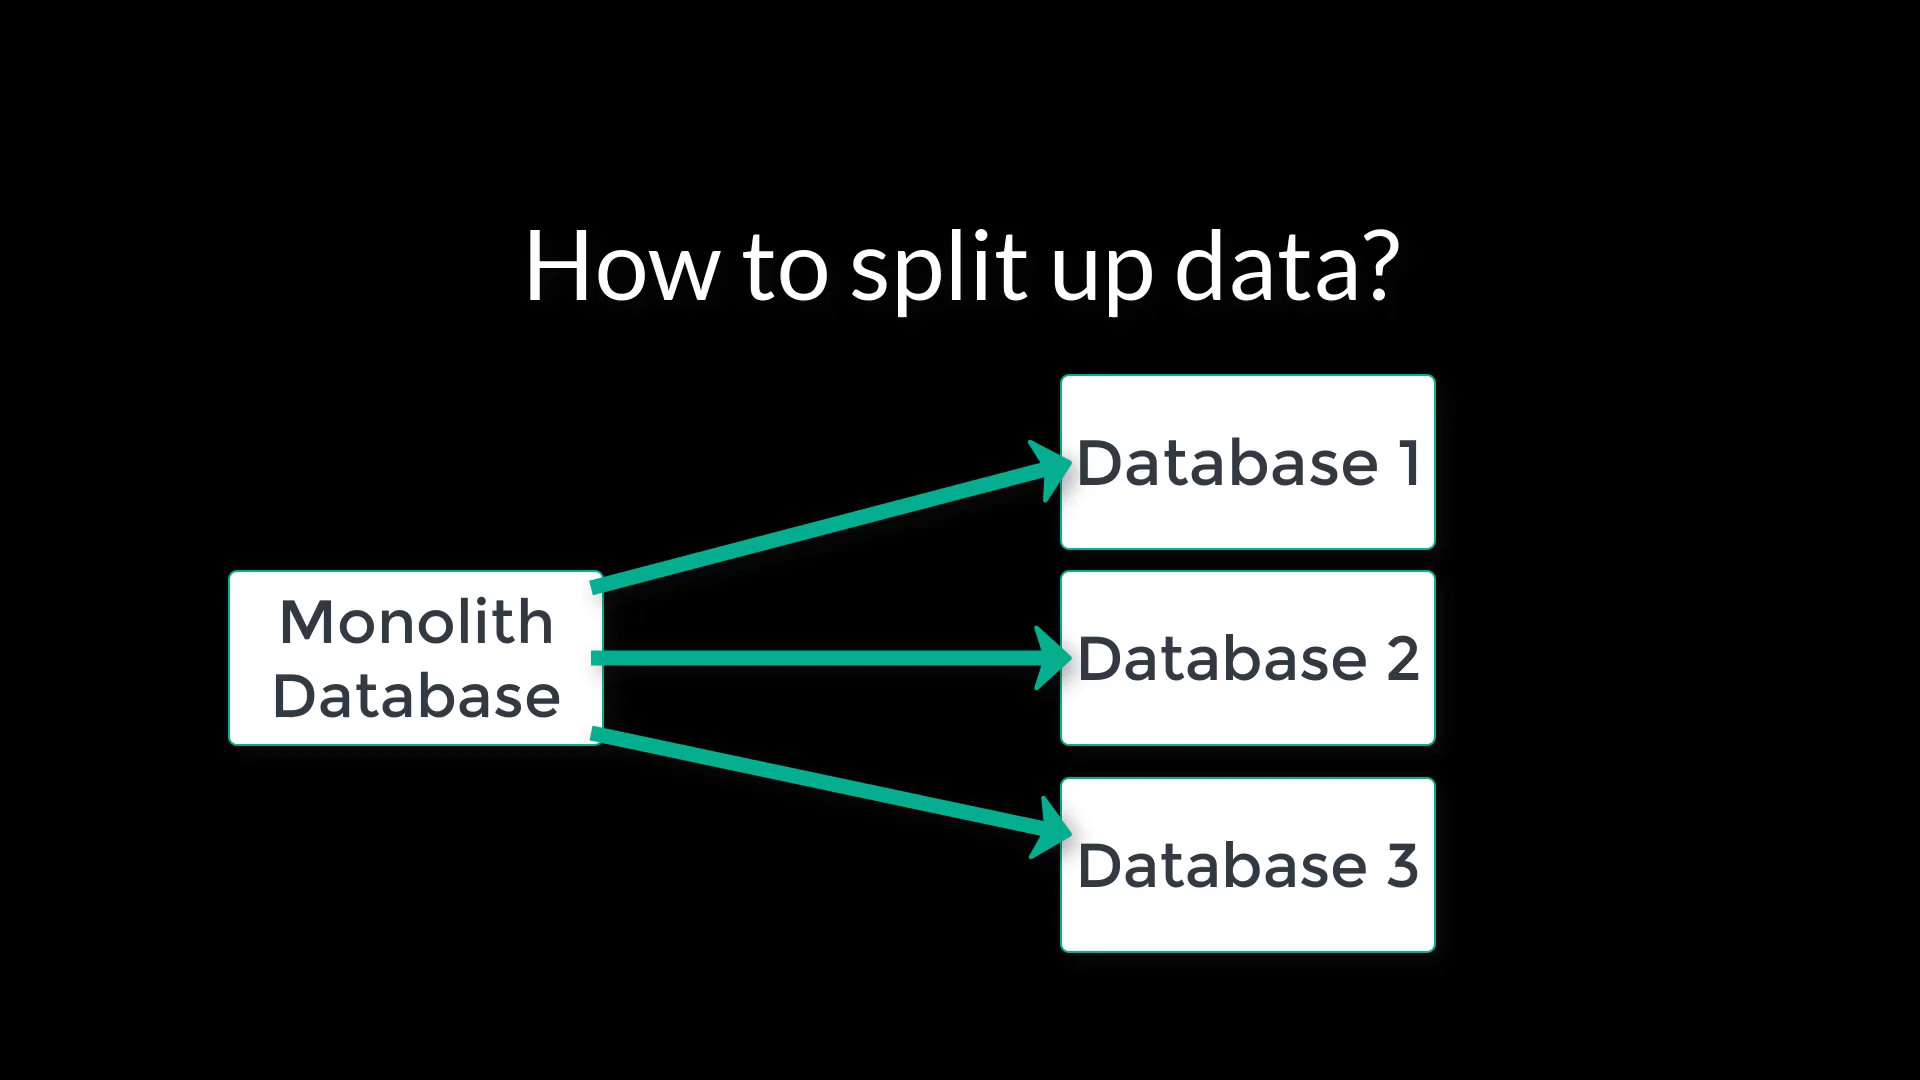 How to split up data?
Database 1
Monolith
Database
Database 2
Database 3